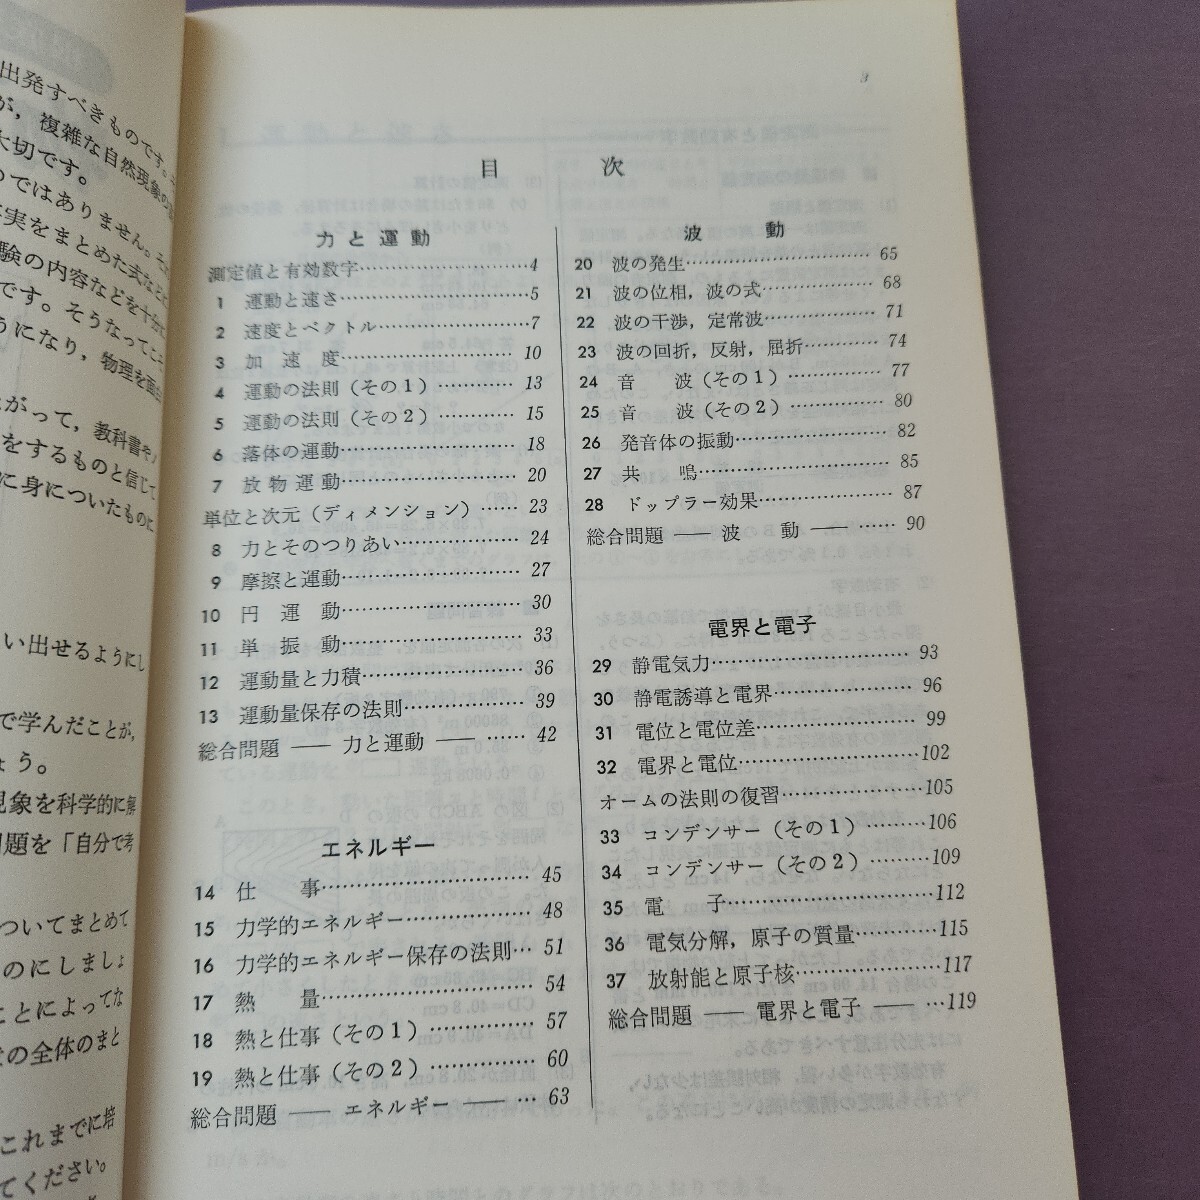 出発すべきものです。
が，複雑な自然現象の
大切です。
つではありません。
実をまとめた式など
験の内容などを十分
です。そうなってこ
うになり，物理を面
がって，教科書や
をするものと信じて
に身についたものに
い出せるようにし
で学んだことが，
ょう。
現象を科学的に解
問題を「自分で考
ついてまとめて
のにしましょ
ことによってな
の全体のまと
これまでに培
てください。
3
目次
力と運動
測定値と有効数字……4
1 運動と速さ……5
2 速度とベクトル……7
3 加速度……10
4 運動の法則（その1）……13
5 運動の法則（その2）……15
6 落体の運動……18
7 放物運動……20
単位と次元（ディメンション）……23
8 力とそのつりあい……24
9 摩擦と運動……27
10 円運動……30
11 単振動……33
12 運動量と力積……36
13 運動量保存の法則……39
総合問題 ── 力と運動 ── ……42
エネルギー
14 仕事……45
15 力学的エネルギー……48
16 力学的エネルギー保存の法則…51
17 熱量……54
18 熱と仕事（その1）……57
19 熱と仕事（その2）……60
総合問題 ── エネルギー ── …63
波動
20 波の発生……65
21 波の位相，波の式……68
22 波の干渉，定常波……71
23 波の回折，反射，屈折……74
24 音波（その1）……77
25 音波（その2）……80
26 発音体の振動……82
27 共鳴……85
28 ドップラー効果……87
総合問題 ── 波動 ── ……90
電界と電子
29 静電気力……93
30 静電誘導と電界……96
31 電位と電位差……99
32 電界と電位……102
オームの法則の復習……105
33 コンデンサー（その1）……106
34 コンデンサー（その2）……109
35 電子……112
36 電気分解，原子の質量……115
37 放射能と原子核……117
総合問題 ── 電界と電子 ── …119